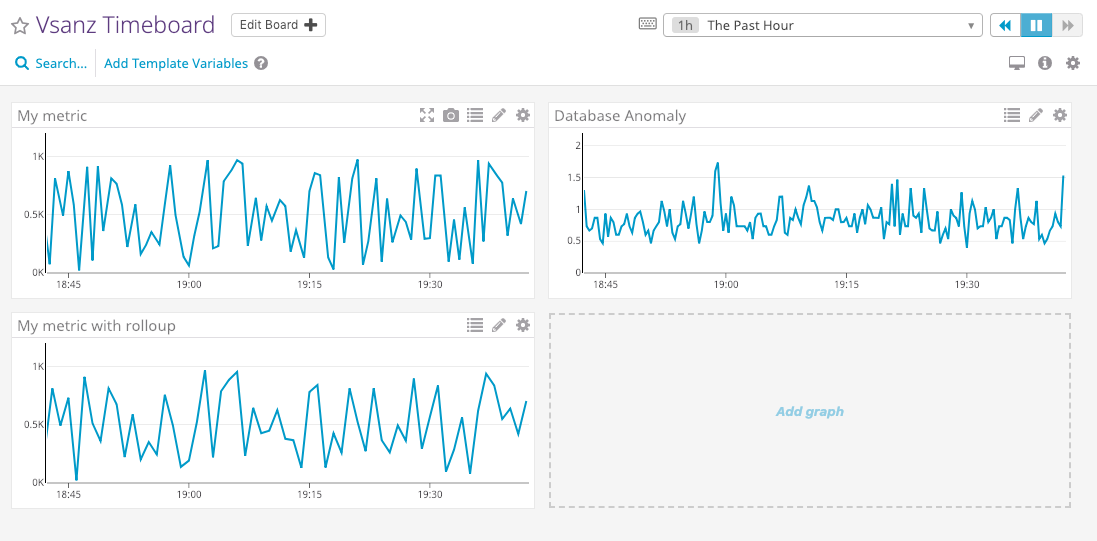 Vsanz Timeboard
Edit Board
1h The Past Hour
Search...
Add Template Variables
My metric
1K
0.5K
0K
18:45 19:00 19:15 19:30
Database Anomaly
2
1.5
1
0.5
0
18:45 19:00 19:15 19:30
My metric with rollup
1K
0.5K
0K
18:45 19:00 19:15 19:30
Add graph